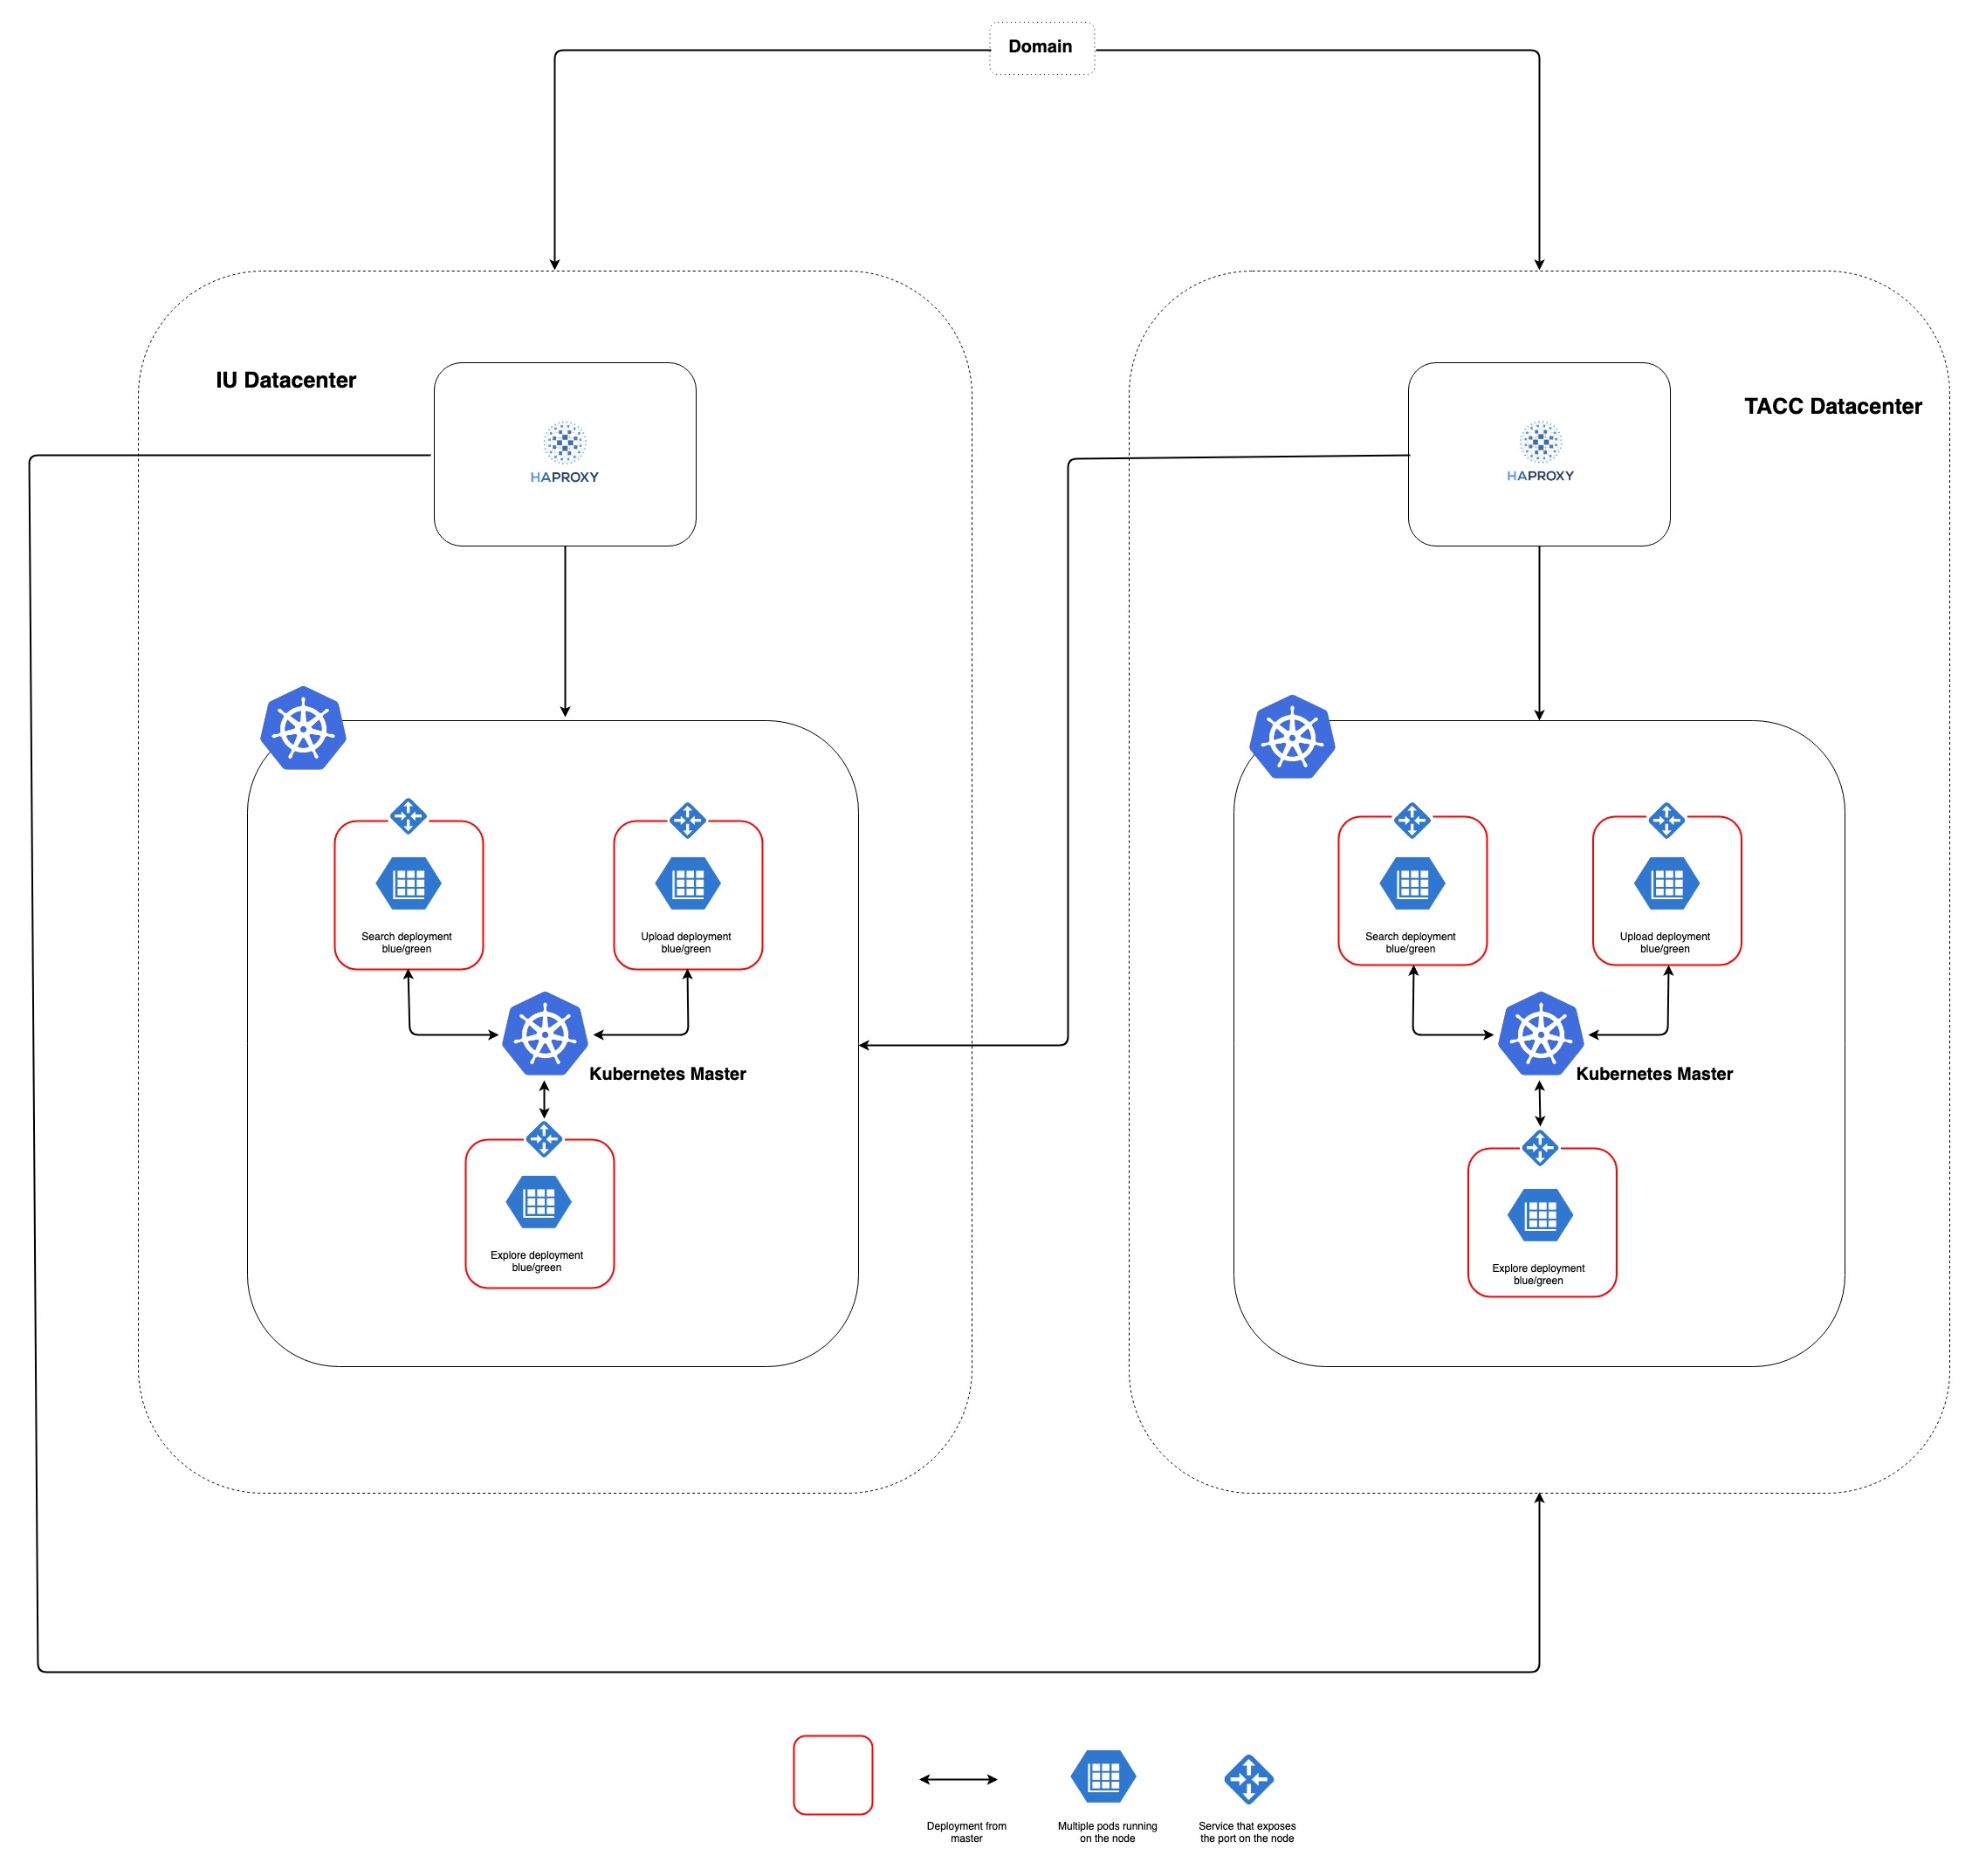 Domain
IU Datacenter
HAPROXY
TACC Datacenter
HAPROXY
Search deployment
blue/green
Upload deployment
blue/green
Kubernetes Master
Explore deployment
blue/green
Search deployment
blue/green
Upload deployment
blue/green
Kubernetes Master
Explore deployment
blue/green
Deployment from
master
Multiple pods running
on the node
Service that exposes
the port on the node